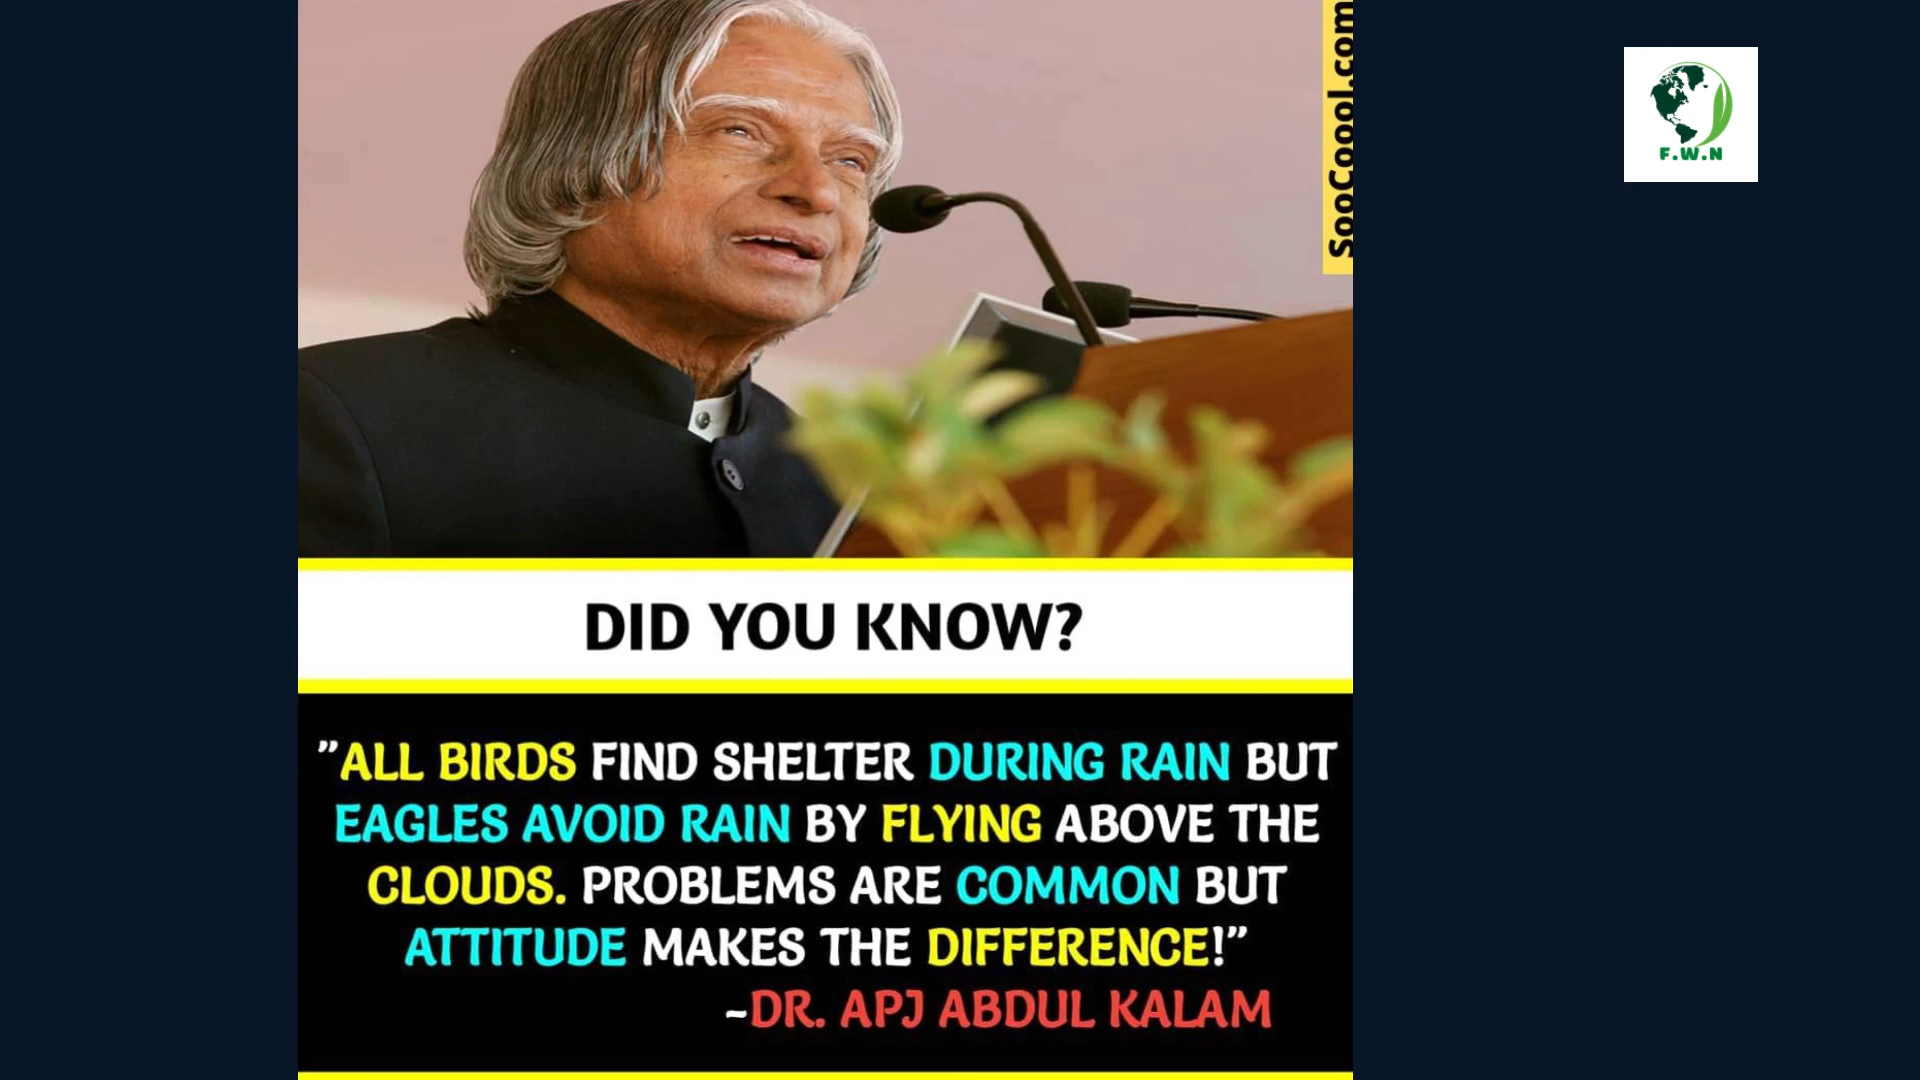 SooCoool.com
F.W.N
DID YOU KNOW?
"ALL BIRDS FIND SHELTER DURING RAIN BUT
EAGLES AVOID RAIN BY FLYING ABOVE THE
CLOUDS. PROBLEMS ARE COMMON BUT
ATTITUDE MAKES THE DIFFERENCE!"
~DR. APJ ABDUL KALAM